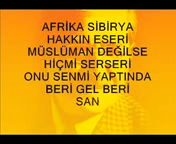 AFRİKA SİBİRYA
HAKKIN ESERİ
MÜSLÜMAN DEĞİLSE
HİÇMİ SERSERİ
ONU SENMİ YAPTINDA
BERİ GEL BERİ
SAN